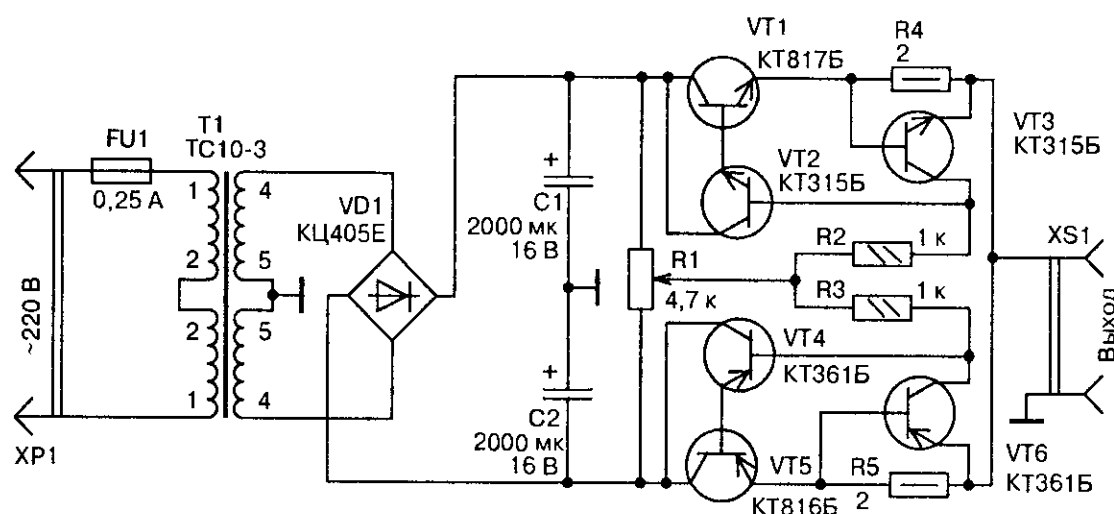 XP1
~220 В
FU1
0,25 А
T1
ТС10-3
1
2
2
1
4
5
5
4
VD1
КЦ405Е
+
C1
2000 мк
16 В
+
C2
2000 мк
16 В
R1
4,7 к
VT1
КТ817Б
VT2
КТ315Б
R4
2
VT3
КТ315Б
R2
1 к
R3
1 к
VT4
КТ361Б
VT5
КТ816Б
R5
2
VT6
КТ361Б
XS1
Выход